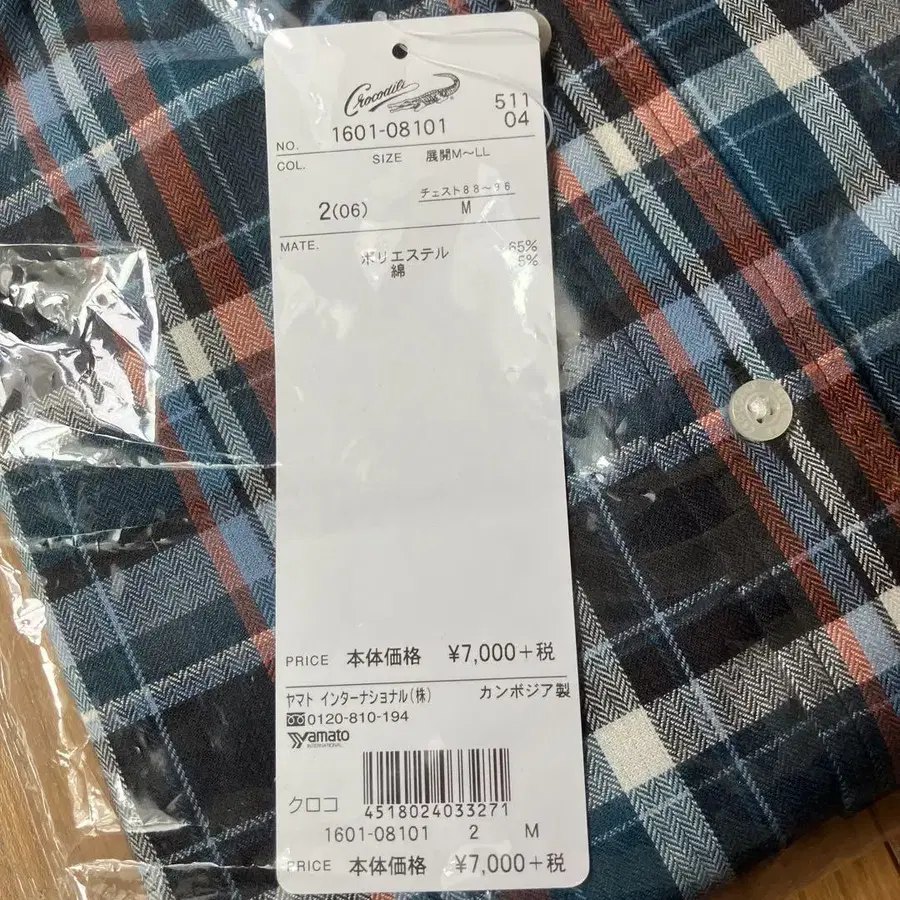 Crocodile
511
NO. 1601-08101 04
COL. SIZE 展開M〜LL
チェスト88〜96
2(06) M
MATE. ポリエステル 65%
綿 5%
PRICE 本体価格 ¥7,000+税
ヤマト インターナショナル(株) カンボジア製
0120-810-194
Yamato
INTERNATIONAL
クロコ
4518024033271
1601-08101 2 M
PRICE 本体価格 ¥7,000+税